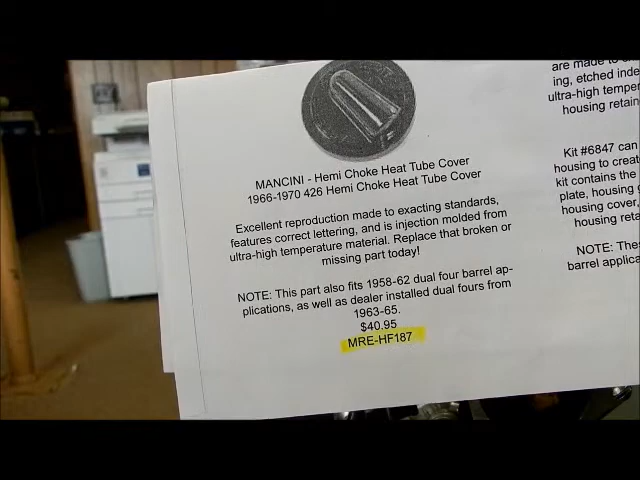 MANCINI - Hemi Choke Heat Tube Cover
1966-1970 426 Hemi Choke Heat Tube Cover
Excellent reproduction made to exacting standards,
features correct lettering, and is injection molded from
ultra-high temperature material. Replace that broken or
missing part today!
NOTE: This part also fits 1958-62 dual four barrel ap-
plications, as well as dealer installed dual fours from
1963-65.
$40.95
MRE-HF187
are made to
ing, etched inde
ultra-high temper
housing retain
Kit #6847 can
housing to creat
kit contains the
plate, housing
housing cover,
housing reta
NOTE: Thes
barrel applica